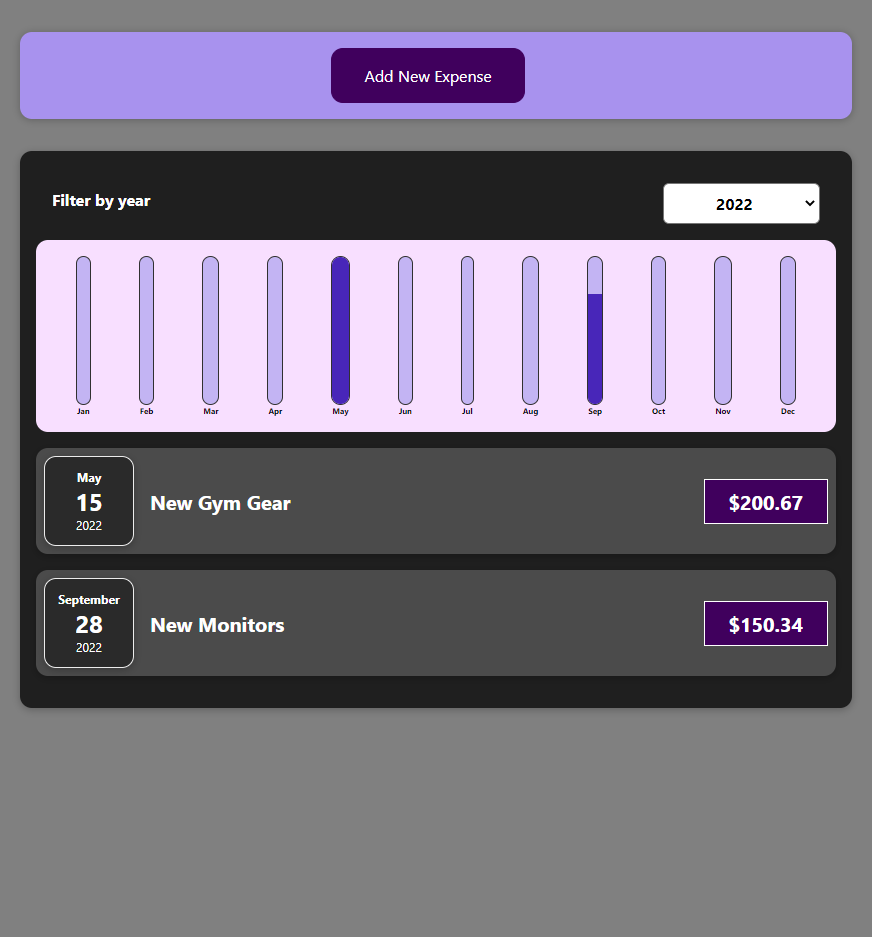 Add New Expense
Filter by year
2022
Jan Feb Mar Apr May Jun Jul Aug Sep Oct Nov Dec
May
15
2022
New Gym Gear
$200.67
September
28
2022
New Monitors
$150.34